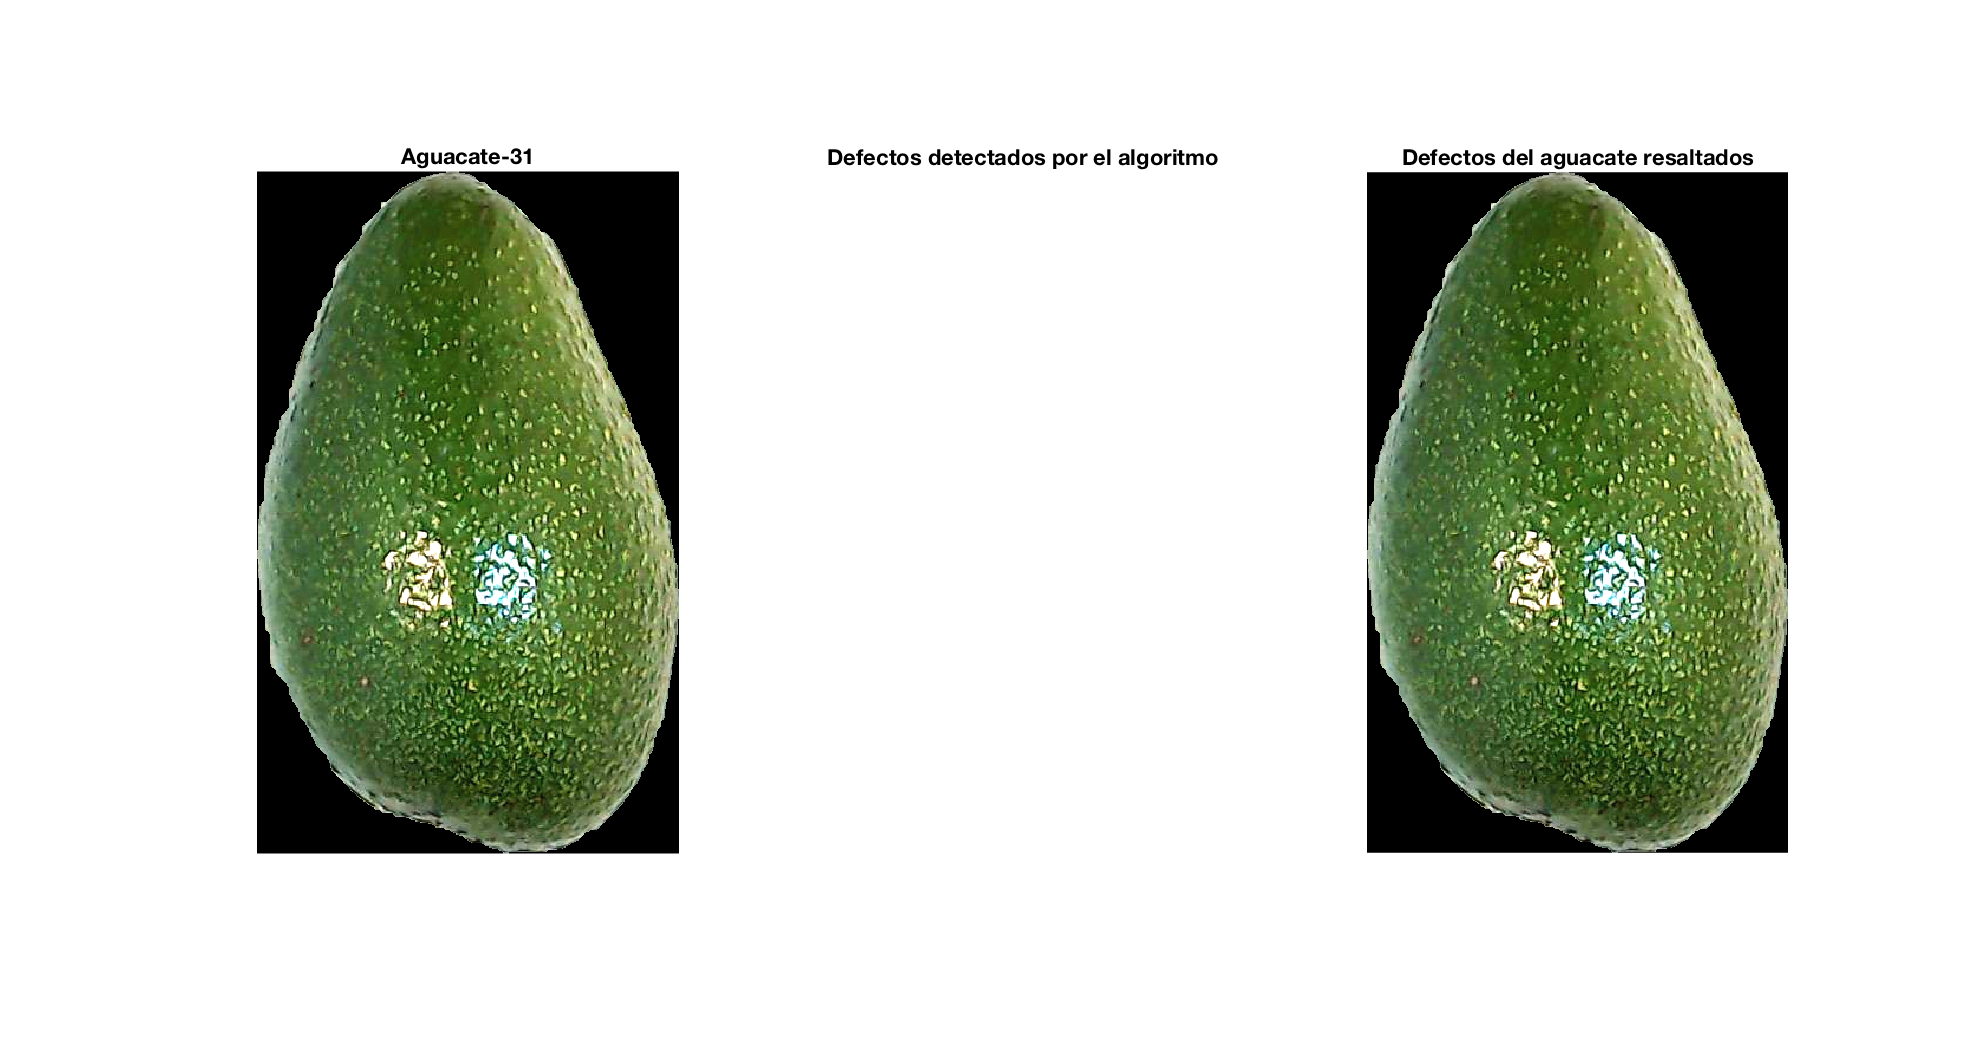 Aguacate-31
Defectos detectados por el algoritmo
Defectos del aguacate resaltados